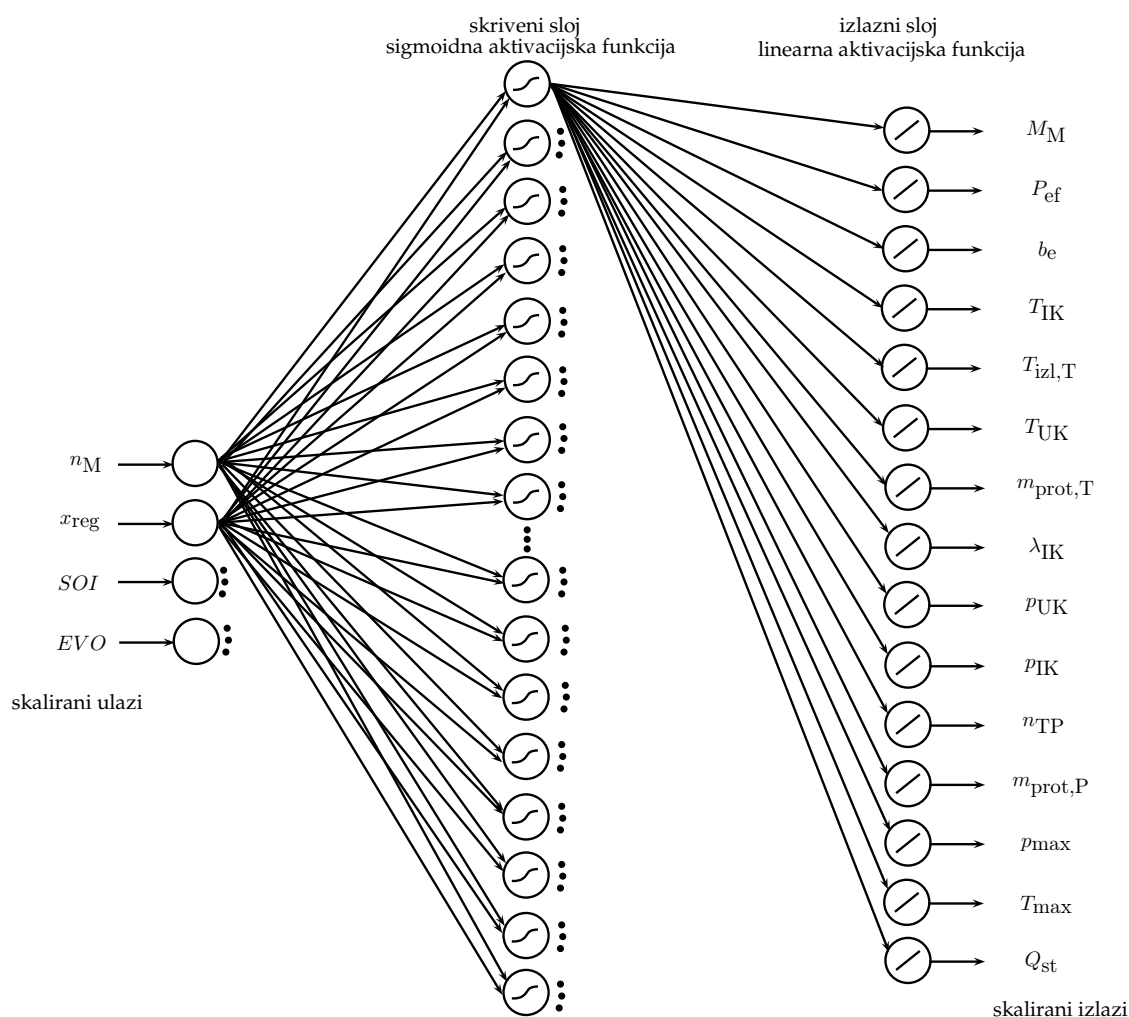 skriveni sloj
sigmoidna aktivacijska funkcija
izlazni sloj
linearna aktivacijska funkcija
n_M
x_reg
SOI
EVO
skalirani ulazi
M_M
P_ef
b_e
T_IK
T_izl,T
T_UK
m_prot,T
λ_IK
p_UK
p_IK
n_TP
m_prot,P
p_max
T_max
Q_st
skalirani izlazi